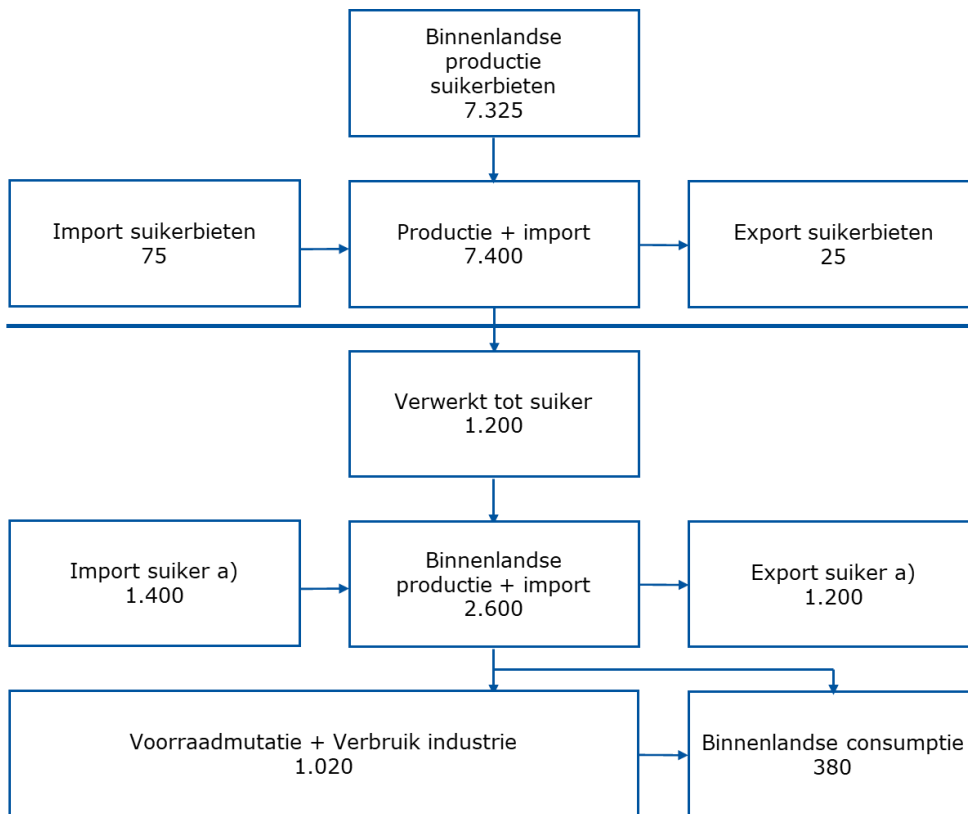 Binnenlandse
productie
suikerbieten
7.325
Import suikerbieten
75
Productie + import
7.400
Export suikerbieten
25
Verwerkt tot suiker
1.200
Import suiker a)
1.400
Binnenlandse
productie + import
2.600
Export suiker a)
1.200
Voorraadmutatie + Verbruik industrie
1.020
Binnenlandse consumptie
380